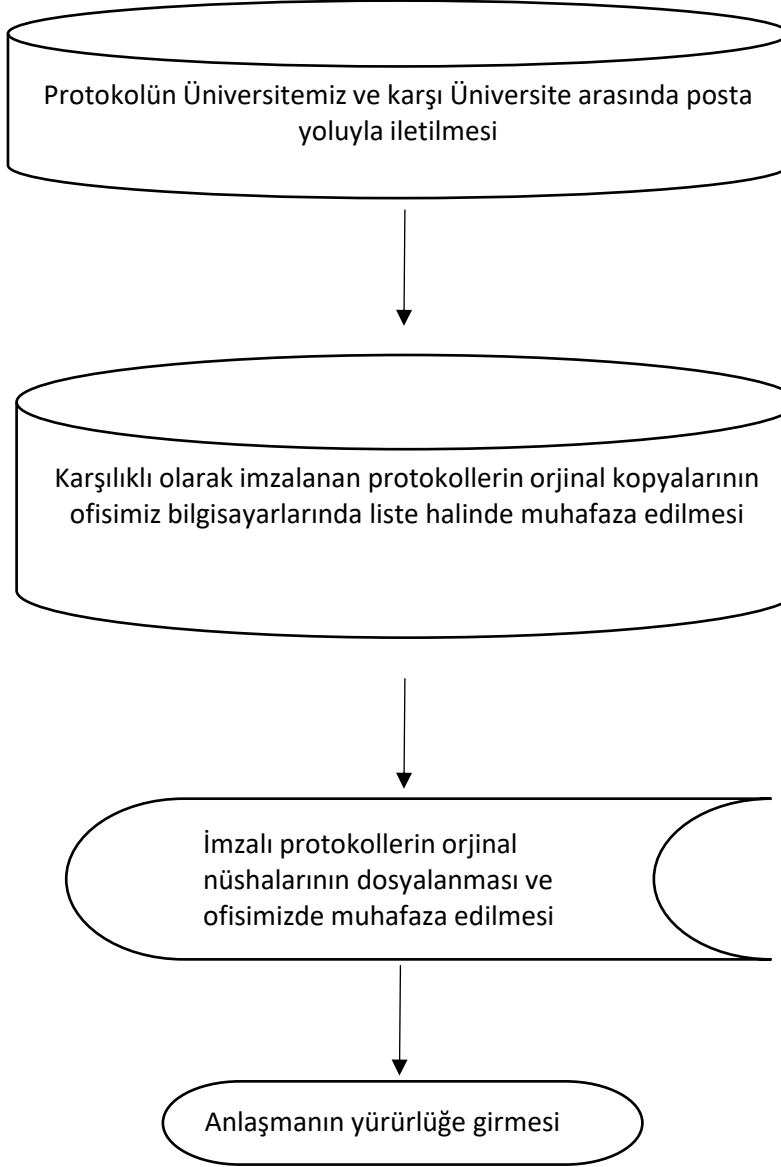 Protokolün Üniversitemiz ve karşı Üniversite arasında posta
yoluyla iletilmesi
Karşılıklı olarak imzalanan protokollerin orjinal kopyalarının
ofisimiz bilgisayarlarında liste halinde muhafaza edilmesi
İmzalı protokollerin orjinal
nüshalarının dosyalanması ve
ofisimizde muhafaza edilmesi
Anlaşmanın yürürlüğe girmesi